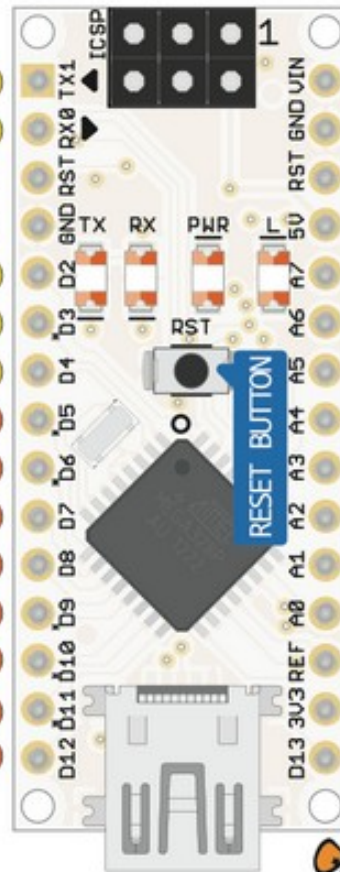 ICSP
1
TX1
RX0
RST
GND
D2
D3
D4
D5
D6
D7
D8
D9
D10
D11
D12
VIN
GND
RST
5V
A7
A6
A5
A4
A3
A2
A1
A0
REF
3V3
D13
TX
RX
PWR
L
RST
RESET BUTTON